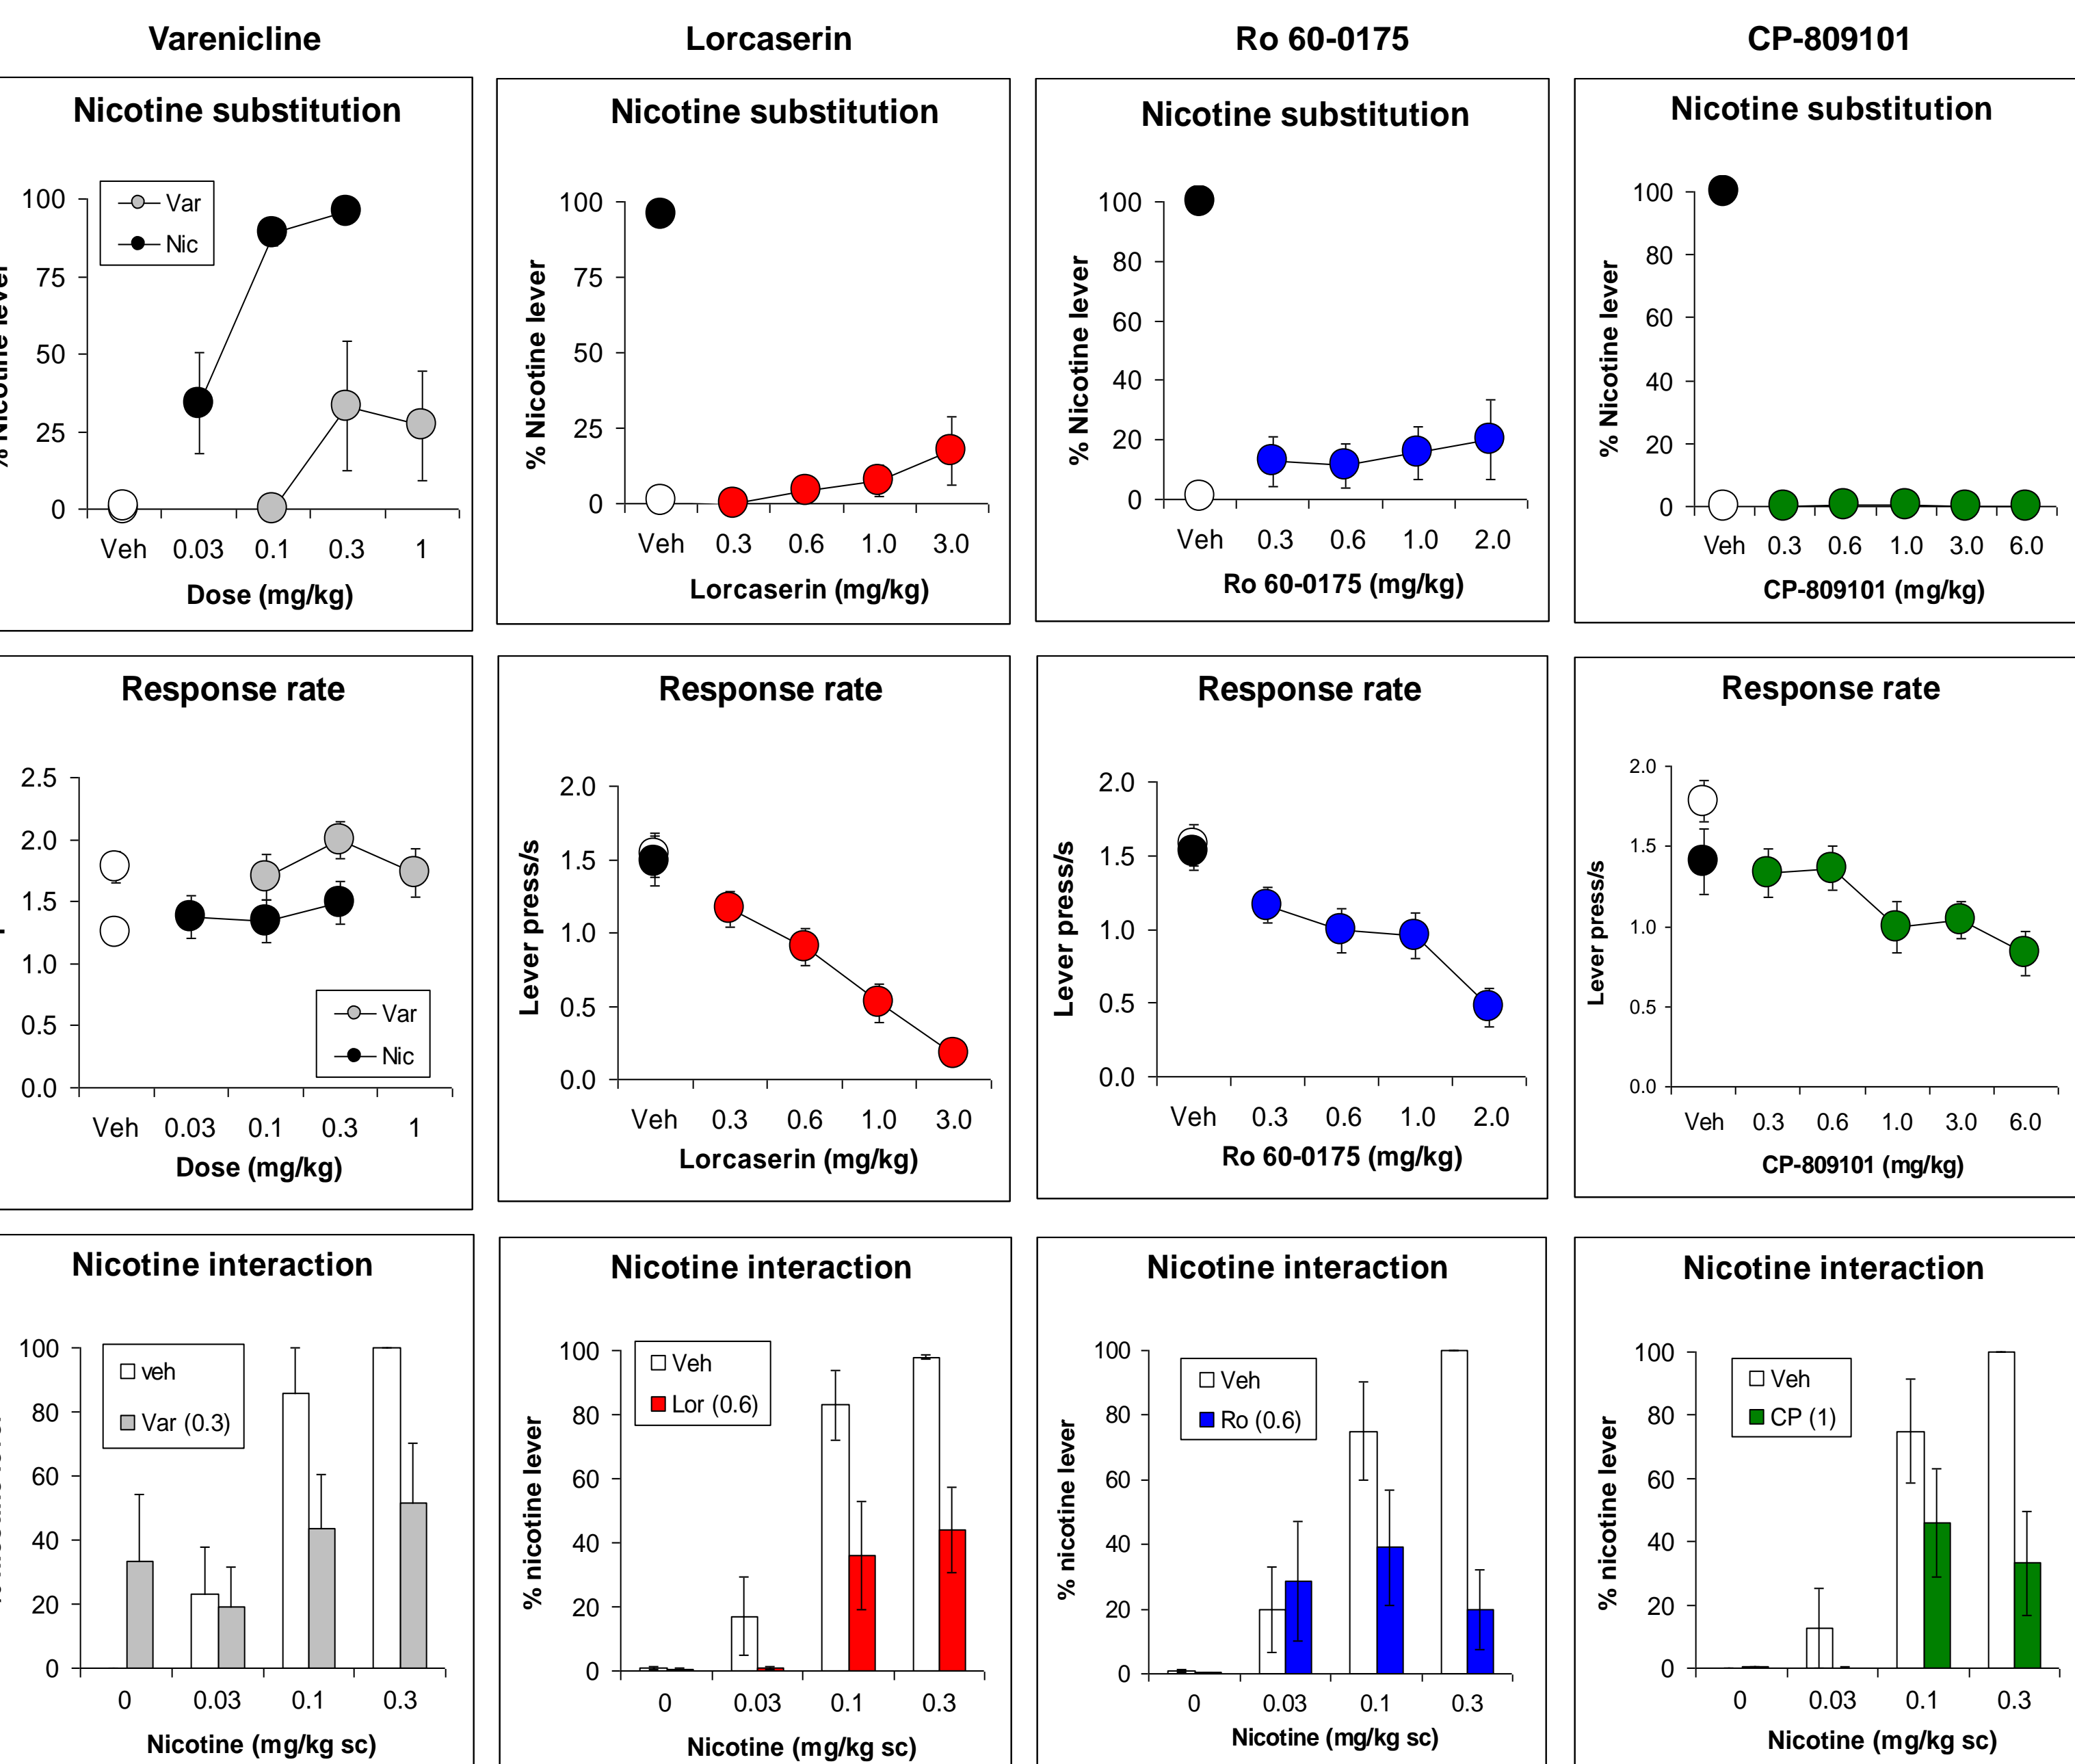 Varenicline
Lorcaserin
Ro 60-0175
CP-809101
Nicotine substitution
Var
Nic
100
75
50
25
0
Veh 0.03 0.1 0.3 1
Dose (mg/kg)
Nicotine substitution
% Nicotine lever
100
75
50
25
0
Veh 0.3 0.6 1.0 3.0
Lorcaserin (mg/kg)
Nicotine substitution
% Nicotine lever
100
80
60
40
20
0
Veh 0.3 0.6 1.0 2.0
Ro 60-0175 (mg/kg)
Nicotine substitution
% Nicotine lever
100
80
60
40
20
0
Veh 0.3 0.6 1.0 3.0 6.0
CP-809101 (mg/kg)
Response rate
2.5
2.0
1.5
1.0
0.5
0.0
Var
Nic
Veh 0.03 0.1 0.3 1
Dose (mg/kg)
Response rate
Lever press/s
2.0
1.5
1.0
0.5
0.0
Veh 0.3 0.6 1.0 3.0
Lorcaserin (mg/kg)
Response rate
Lever press/s
2.0
1.5
1.0
0.5
0.0
Veh 0.3 0.6 1.0 2.0
Ro 60-0175 (mg/kg)
Response rate
Lever press/s
2.0
1.5
1.0
0.5
0.0
Veh 0.3 0.6 1.0 3.0 6.0
CP-809101 (mg/kg)
Nicotine interaction
100
80
60
40
20
0
veh
Var (0.3)
0 0.03 0.1 0.3
Nicotine (mg/kg sc)
Nicotine interaction
% nicotine lever
100
80
60
40
20
0
Veh
Lor (0.6)
0 0.03 0.1 0.3
Nicotine (mg/kg sc)
Nicotine interaction
% nicotine lever
100
80
60
40
20
0
Veh
Ro (0.6)
0 0.03 0.1 0.3
Nicotine (mg/kg sc)
Nicotine interaction
% nicotine lever
100
80
60
40
20
0
Veh
CP (1)
0 0.03 0.1 0.3
Nicotine (mg/kg sc)